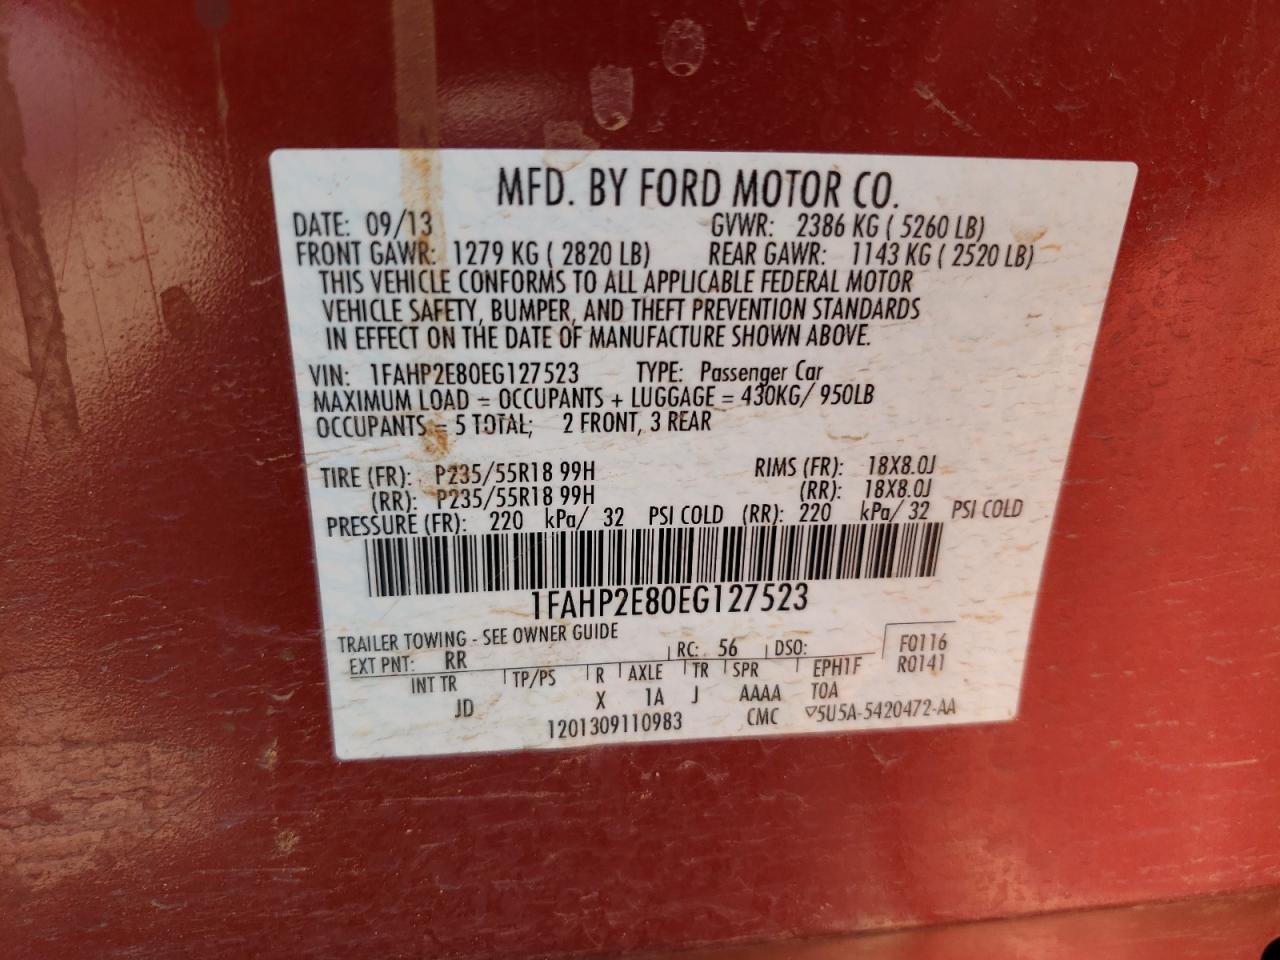 MFD. BY FORD MOTOR CO.
DATE: 09/13 GVWR: 2386 KG ( 5260 LB)
FRONT GAWR: 1279 KG ( 2820 LB) REAR GAWR: 1143 KG ( 2520 LB)
THIS VEHICLE CONFORMS TO ALL APPLICABLE FEDERAL MOTOR
VEHICLE SAFETY, BUMPER, AND THEFT PREVENTION STANDARDS
IN EFFECT ON THE DATE OF MANUFACTURE SHOWN ABOVE.
VIN: 1FAHP2E80EG127523 TYPE: Passenger Car
MAXIMUM LOAD = OCCUPANTS + LUGGAGE = 430KG/ 950LB
OCCUPANTS = 5 TOTAL; 2 FRONT, 3 REAR
TIRE (FR): P235/55R18 99H RIMS (FR): 18X8.0J
(RR): P235/55R18 99H (RR): 18X8.0J
PRESSURE (FR): 220 kPa/ 32 PSI COLD (RR): 220 kPa/ 32 PSI COLD
1FAHP2E80EG127523
TRAILER TOWING - SEE OWNER GUIDE
EXT PNT: RR RC: 56 DSO: F0116
R0141
INT TR TP/PS R AXLE TR SPR EPH1F
JD X 1A J AAAA T0A
1201309110983 CMC ▽5U5A-5420472-AA